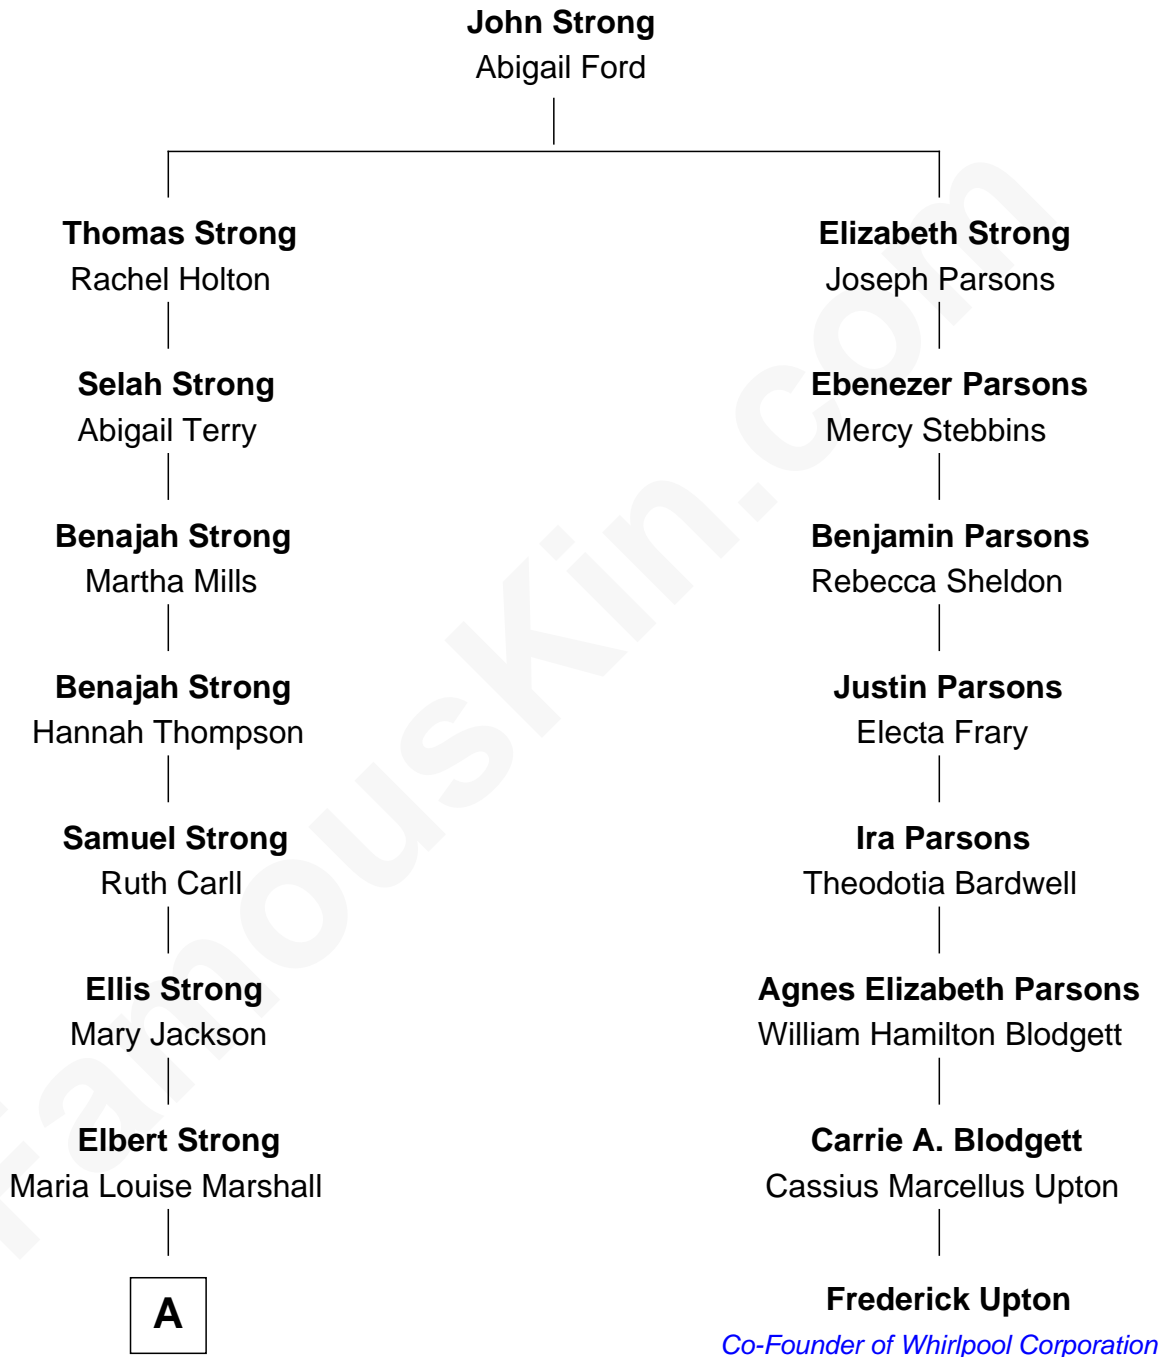 John Strong
Abigail Ford
Thomas Strong
Rachel Holton
Elizabeth Strong
Joseph Parsons
Selah Strong
Abigail Terry
Ebenezer Parsons
Mercy Stebbins
Benajah Strong
Martha Mills
Benjamin Parsons
Rebecca Sheldon
Benajah Strong
Hannah Thompson
Justin Parsons
Electa Frary
Samuel Strong
Ruth Carll
Ira Parsons
Theodotia Bardwell
Ellis Strong
Mary Jackson
Agnes Elizabeth Parsons
William Hamilton Blodgett
Elbert Strong
Maria Louise Marshall
Carrie A. Blodgett
Cassius Marcellus Upton
A
Frederick Upton
Co-Founder of Whirlpool Corporation
FamousKin.com